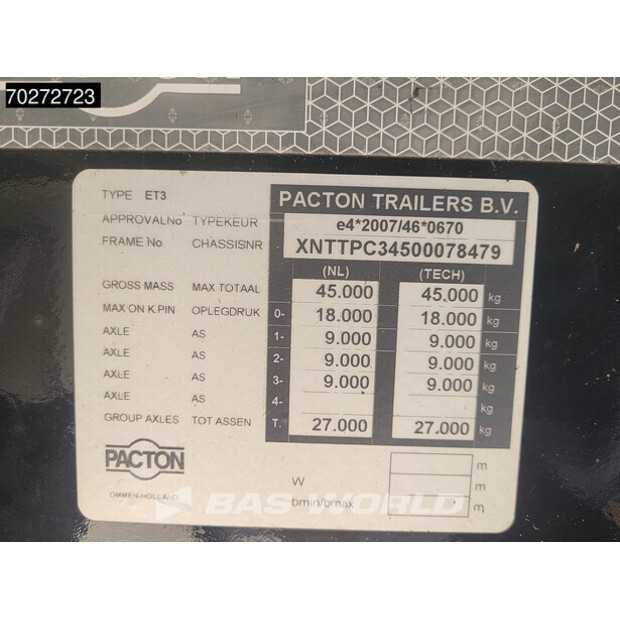 70272723
TYPE ET3 PACTON TRAILERS B.V.
APPROVALNo TYPEKEUR e4*2007/46*0670
FRAME No. CHASSISNR XNTTPC34500078479
(NL) (TECH)
GROSS MASS MAX TOTAAL 45.000 45.000 kg
MAX ON K.PIN OPLEGDRUK 0- 18.000 18.000 kg
AXLE AS 1- 9.000 9.000 kg
AXLE AS 2- 9.000 9.000 kg
AXLE AS 3- 9.000 9.000 kg
AXLE AS 4- kg
GROUP AXLES TOT ASSEN T. 27.000 27.000 kg
PACTON
OMMEN-HOLLAND
W m
bmin/bmax m
m
BAS WORLD